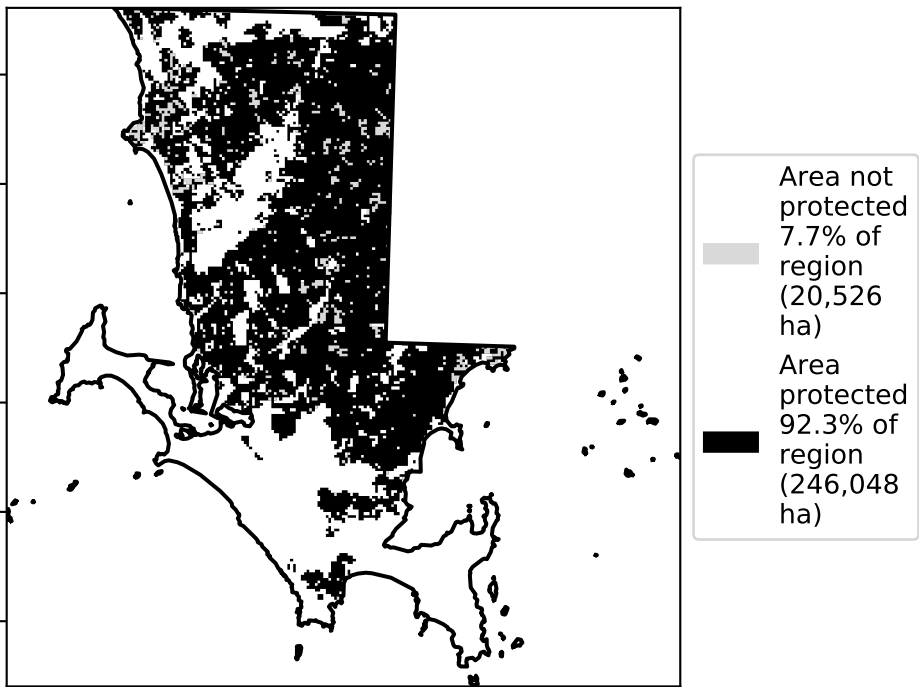 Area not
protected
7.7% of
region
(20,526
ha)
Area
protected
92.3% of
region
(246,048
ha)